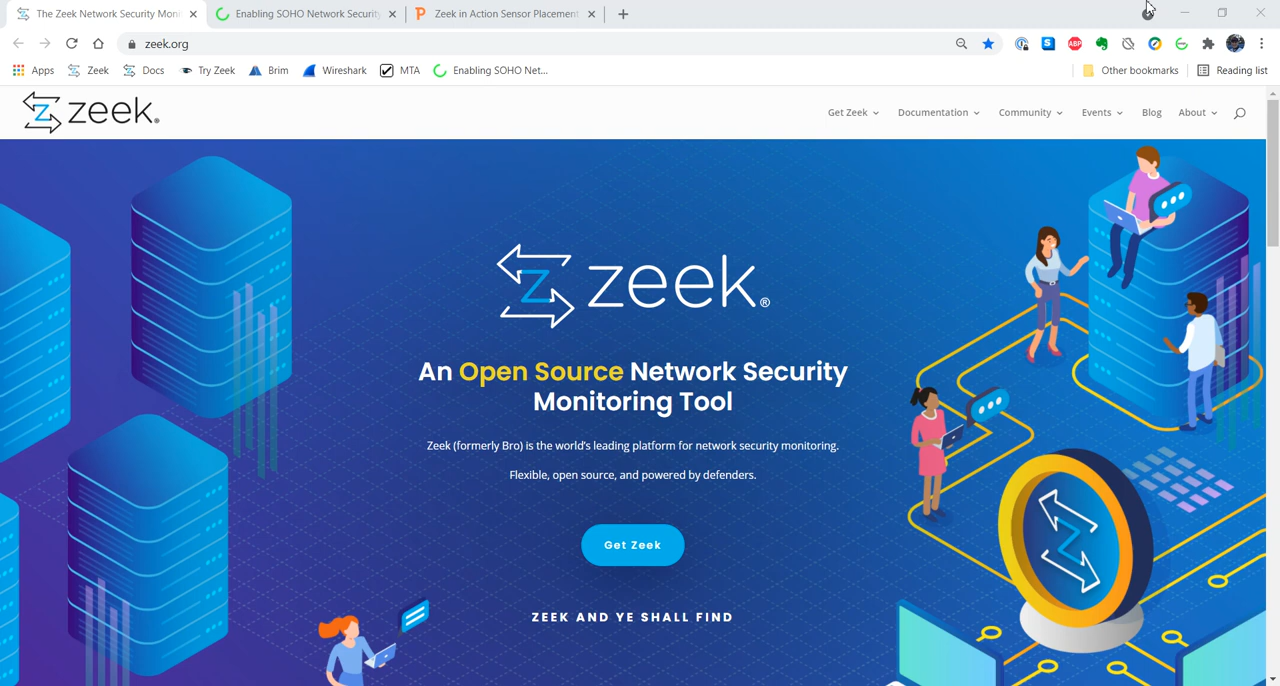 The Zeek Network Security Moni
Enabling SOHO Network Security
Zeek in Action Sensor Placement
zeek.org
ABP
Apps
Zeek
Docs
Try Zeek
Brim
Wireshark
MTA
Enabling SOHO Net...
Other bookmarks
Reading list
zeek®
Get Zeek
Documentation
Community
Events
Blog
About
zeek®
An Open Source Network Security
Monitoring Tool
Zeek (formerly Bro) is the world's leading platform for network security monitoring.
Flexible, open source, and powered by defenders.
Get Zeek
ZEEK AND YE SHALL FIND